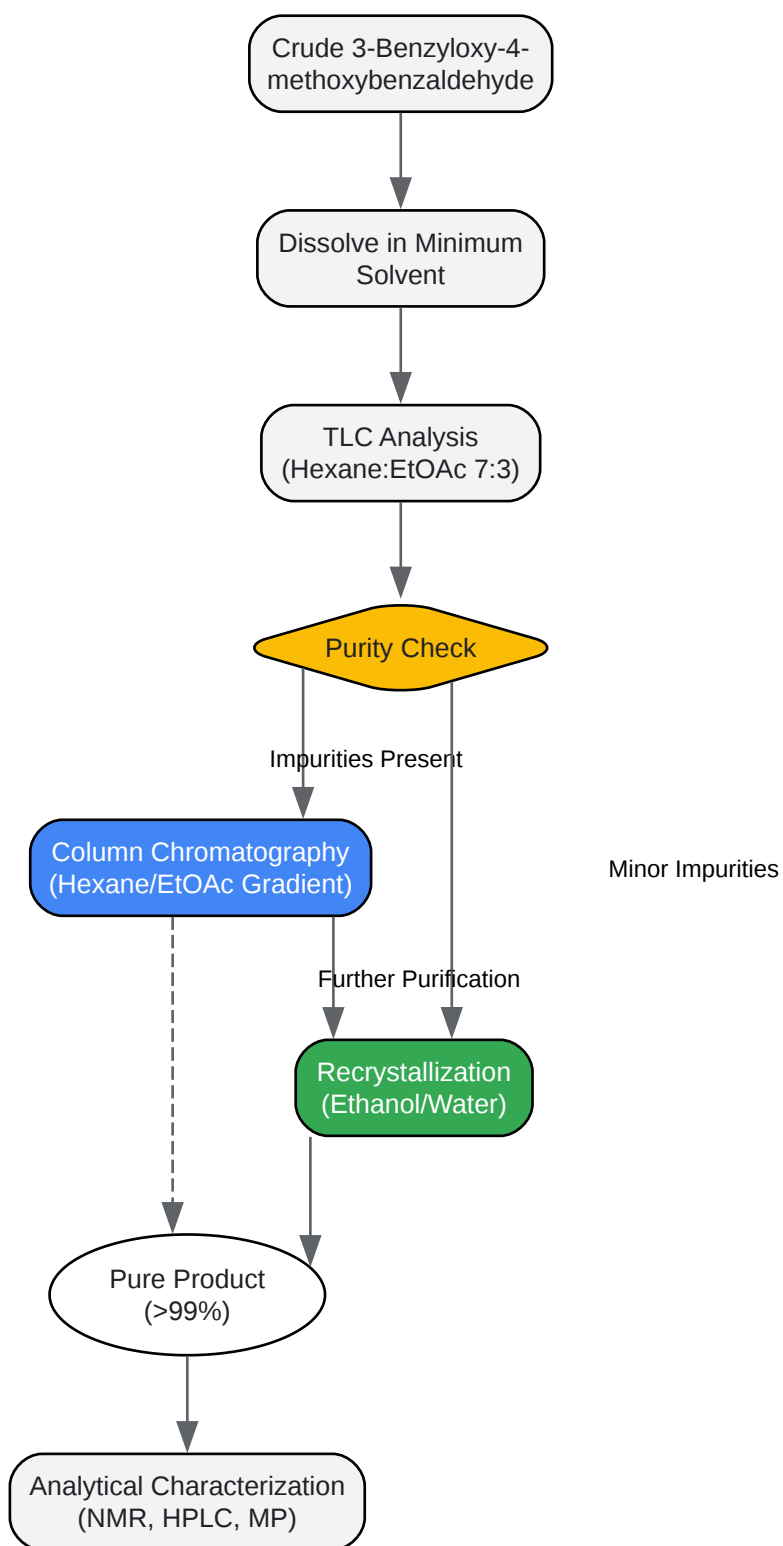 Crude 3-Benzyloxy-4-
methoxybenzaldehyde
Dissolve in Minimum
Solvent
TLC Analysis
(Hexane:EtOAc 7:3)
Purity Check
Impurities Present
Column Chromatography
(Hexane/EtOAc Gradient)
Minor Impurities
Further Purification
Recrystallization
(Ethanol/Water)
Pure Product
(>99%)
Analytical Characterization
(NMR, HPLC, MP)